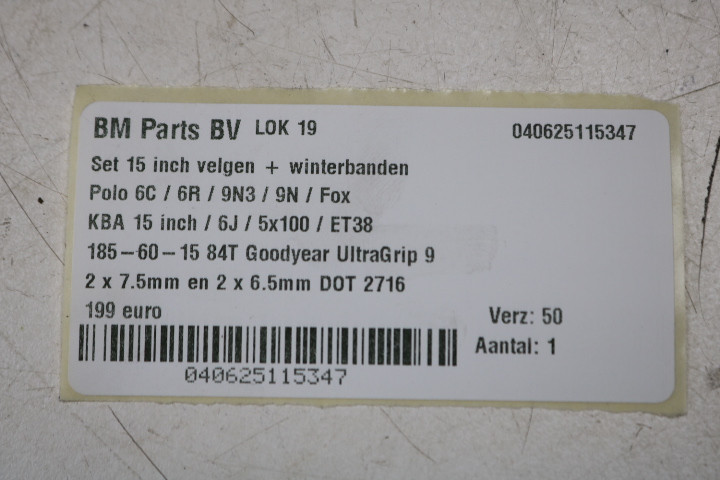 BM Parts BV LOK 19 040625115347
Set 15 inch velgen + winterbanden
Polo 6C / 6R / 9N3 / 9N / Fox
KBA 15 inch / 6J / 5x100 / ET38
185-60-15 84T Goodyear UltraGrip 9
2 x 7.5mm en 2 x 6.5mm DOT 2716
199 euro Verz: 50
Aantal: 1
040625115347